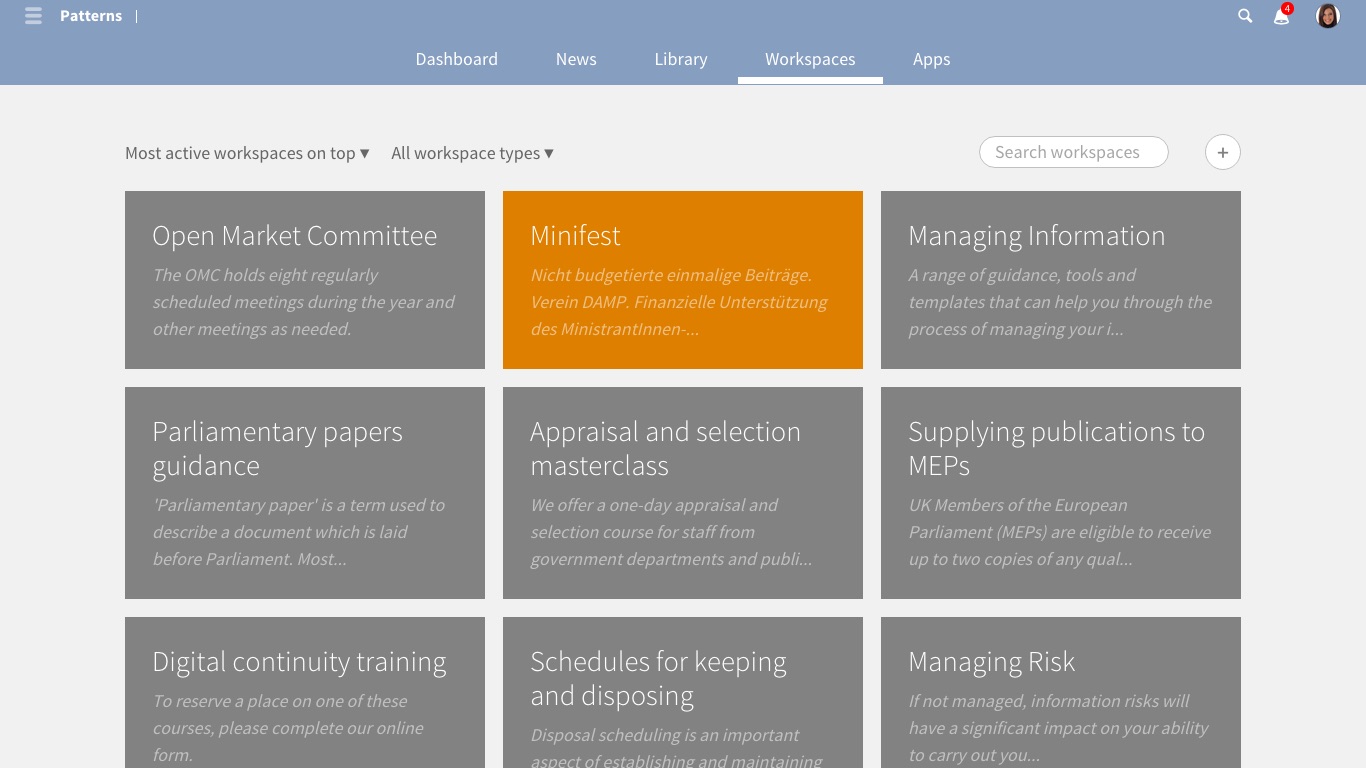 Patterns
4
Dashboard News Library Workspaces Apps
Most active workspaces on top ▼ All workspace types ▼
Search workspaces
+
Open Market Committee
The OMC holds eight regularly
scheduled meetings during the year and
other meetings as needed.
Minifest
Nicht budgetierte einmalige Beiträge.
Verein DAMP. Finanzielle Unterstützung
des MinistrantInnen-...
Managing Information
A range of guidance, tools and
templates that can help you through the
process of managing your i...
Parliamentary papers
guidance
'Parliamentary paper' is a term used to
describe a document which is laid
before Parliament. Most...
Appraisal and selection
masterclass
We offer a one-day appraisal and
selection course for staff from
government departments and publi...
Supplying publications to
MEPs
UK Members of the European
Parliament (MEPs) are eligible to receive
up to two copies of any qual...
Digital continuity training
To reserve a place on one of these
courses, please complete our online
form.
Schedules for keeping
and disposing
Disposal scheduling is an important
aspect of establishing and maintaining
Managing Risk
If not managed, information risks will
have a significant impact on your ability
to carry out you...